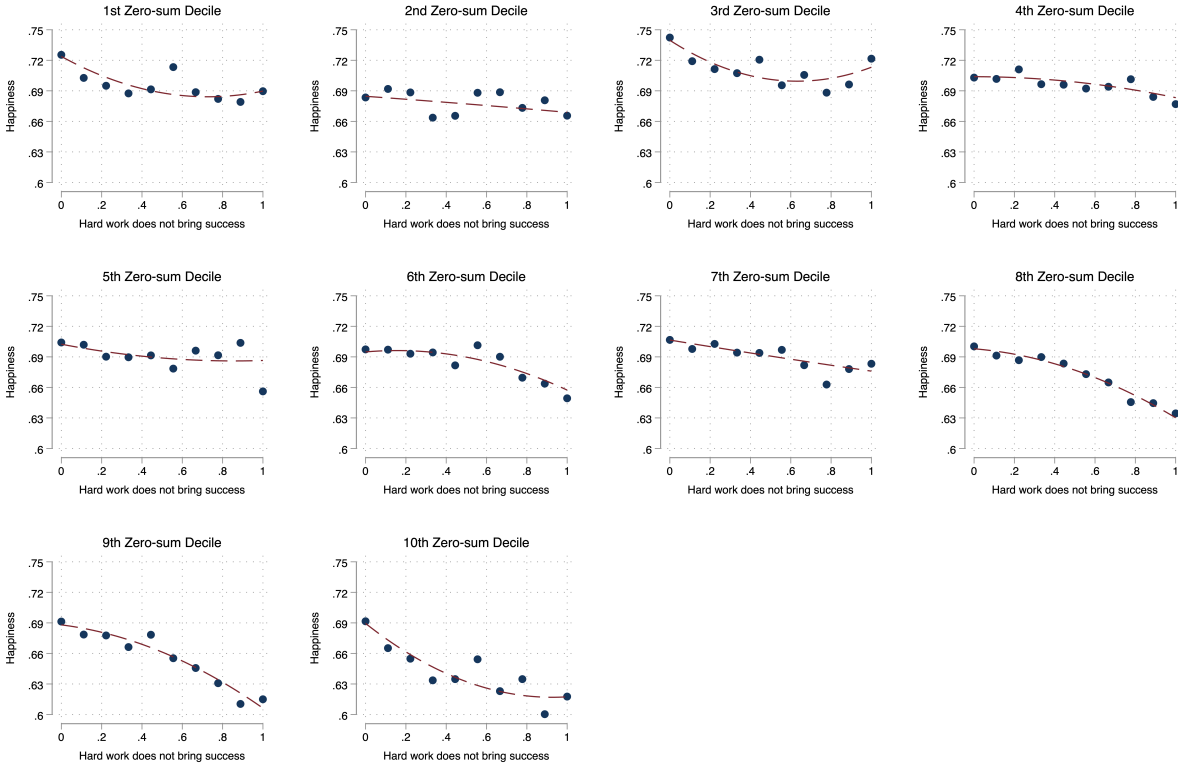 1st Zero-sum Decile
.75
.72
.69
.66
.63
.6
Happiness
0 .2 .4 .6 .8 1
Hard work does not bring success
2nd Zero-sum Decile
.75
.72
.69
.66
.63
.6
Happiness
0 .2 .4 .6 .8 1
Hard work does not bring success
3rd Zero-sum Decile
.75
.72
.69
.66
.63
.6
Happiness
0 .2 .4 .6 .8 1
Hard work does not bring success
4th Zero-sum Decile
.75
.72
.69
.66
.63
.6
Happiness
0 .2 .4 .6 .8 1
Hard work does not bring success
5th Zero-sum Decile
.75
.72
.69
.66
.63
.6
Happiness
0 .2 .4 .6 .8 1
Hard work does not bring success
6th Zero-sum Decile
.75
.72
.69
.66
.63
.6
Happiness
0 .2 .4 .6 .8 1
Hard work does not bring success
7th Zero-sum Decile
.75
.72
.69
.66
.63
.6
Happiness
0 .2 .4 .6 .8 1
Hard work does not bring success
8th Zero-sum Decile
.75
.72
.69
.66
.63
.6
Happiness
0 .2 .4 .6 .8 1
Hard work does not bring success
9th Zero-sum Decile
.75
.72
.69
.66
.63
.6
Happiness
0 .2 .4 .6 .8 1
Hard work does not bring success
10th Zero-sum Decile
.75
.72
.69
.66
.63
.6
Happiness
0 .2 .4 .6 .8 1
Hard work does not bring success